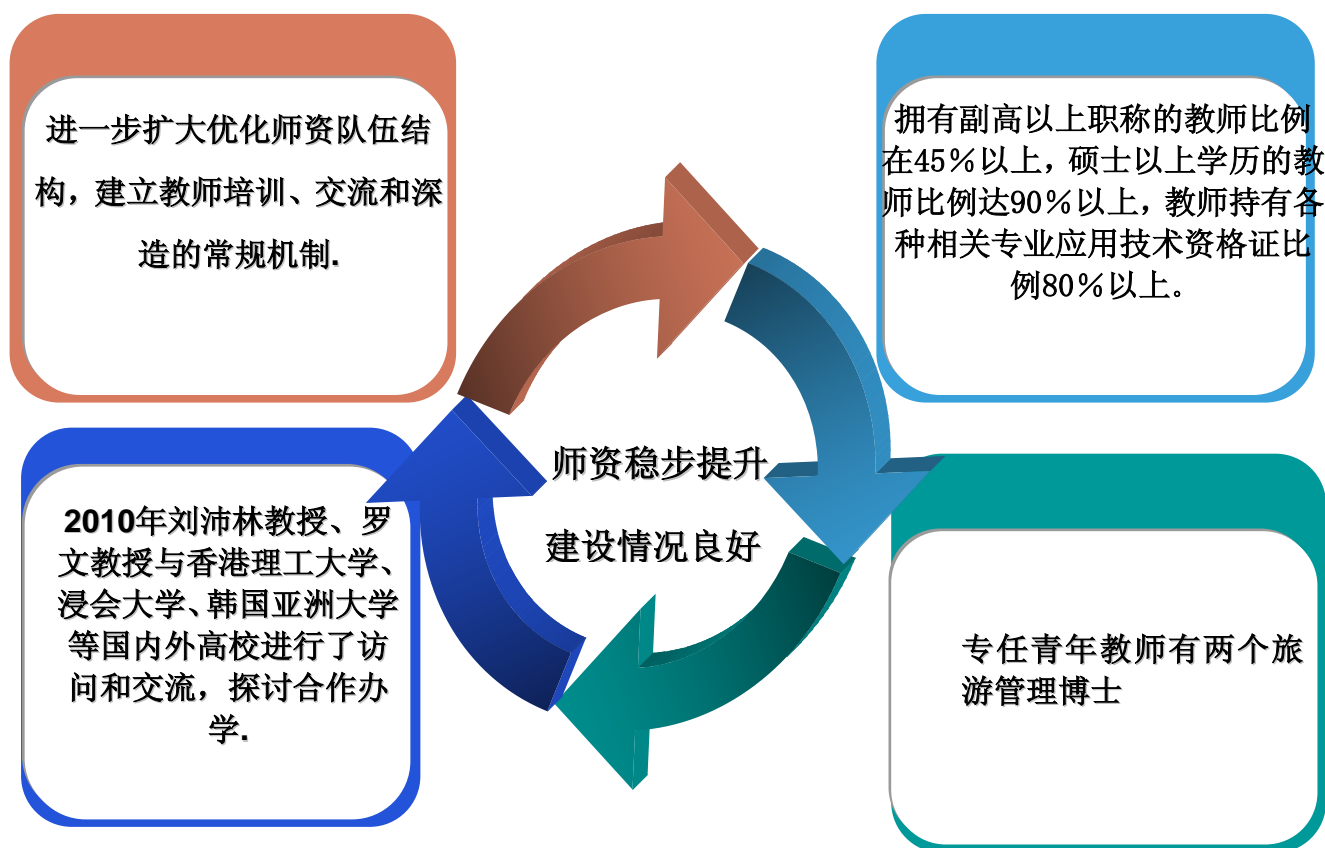 进一步扩大优化师资队伍结
构，建立教师培训、交流和深
造的常规机制.
拥有副高以上职称的教师比例
在45％以上，硕士以上学历的教
师比例达90％以上，教师持有各
种相关专业应用技术资格证比
例80％以上。
师资稳步提升
建设情况良好
2010年刘沛林教授、罗
文教授与香港理工大学、
浸会大学、韩国亚洲大学
等国内外高校进行了访
问和交流，探讨合作办
学.
专任青年教师有两个旅
游管理博士